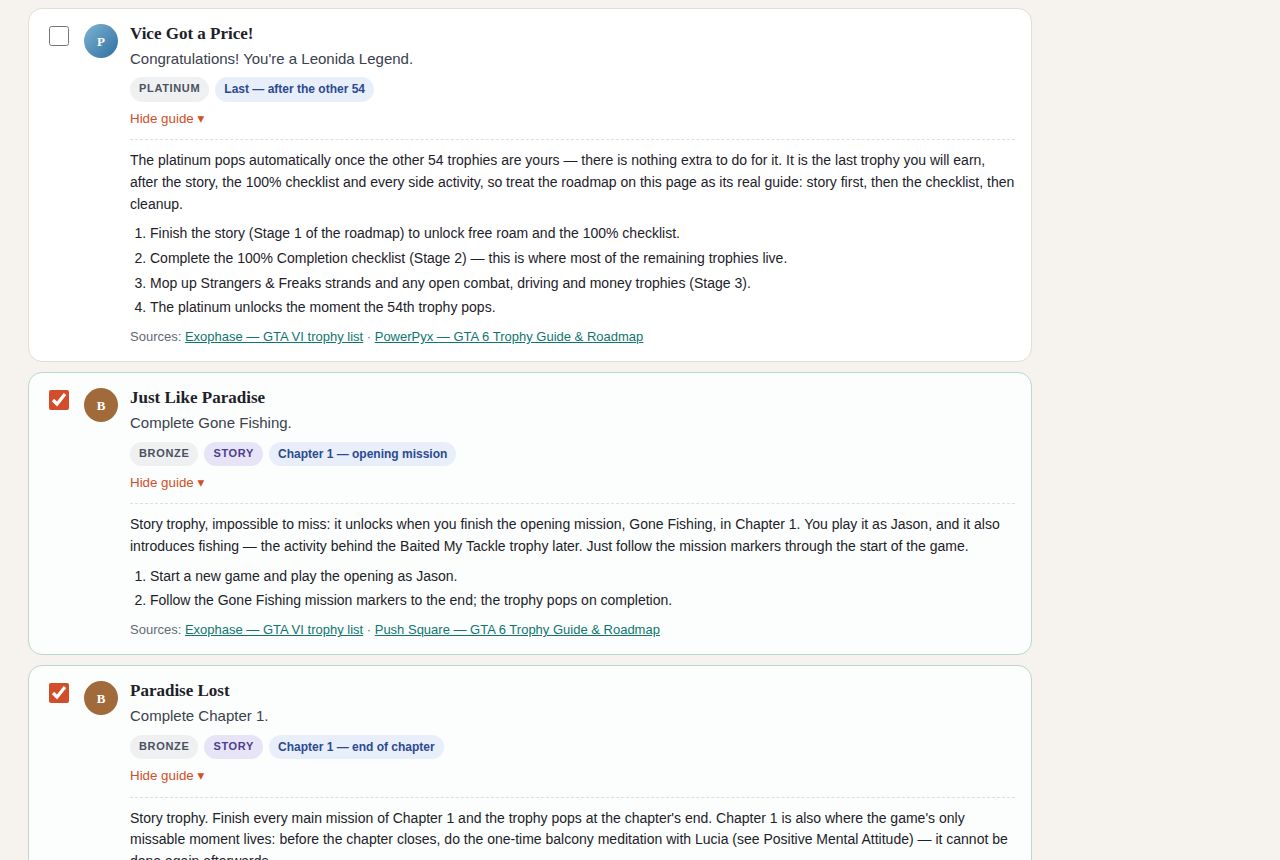 P
Vice Got a Price!
Congratulations! You're a Leonida Legend.
PLATINUM Last — after the other 54
Hide guide ▾
The platinum pops automatically once the other 54 trophies are yours — there is nothing extra to do for it. It is the last trophy you will earn,
after the story, the 100% checklist and every side activity, so treat the roadmap on this page as its real guide: story first, then the checklist, then
cleanup.
1. Finish the story (Stage 1 of the roadmap) to unlock free roam and the 100% checklist.
2. Complete the 100% Completion checklist (Stage 2) — this is where most of the remaining trophies live.
3. Mop up Strangers & Freaks strands and any open combat, driving and money trophies (Stage 3).
4. The platinum unlocks the moment the 54th trophy pops.
Sources: Exophase — GTA VI trophy list · PowerPyx — GTA 6 Trophy Guide & Roadmap
B
Just Like Paradise
Complete Gone Fishing.
BRONZE STORY Chapter 1 — opening mission
Hide guide ▾
Story trophy, impossible to miss: it unlocks when you finish the opening mission, Gone Fishing, in Chapter 1. You play it as Jason, and it also
introduces fishing — the activity behind the Baited My Tackle trophy later. Just follow the mission markers through the start of the game.
1. Start a new game and play the opening as Jason.
2. Follow the Gone Fishing mission markers to the end; the trophy pops on completion.
Sources: Exophase — GTA VI trophy list · Push Square — GTA 6 Trophy Guide & Roadmap
B
Paradise Lost
Complete Chapter 1.
BRONZE STORY Chapter 1 — end of chapter
Hide guide ▾
Story trophy. Finish every main mission of Chapter 1 and the trophy pops at the chapter's end. Chapter 1 is also where the game's only
missable moment lives: before the chapter closes, do the one-time balcony meditation with Lucia (see Positive Mental Attitude) — it cannot be
done again afterwards.